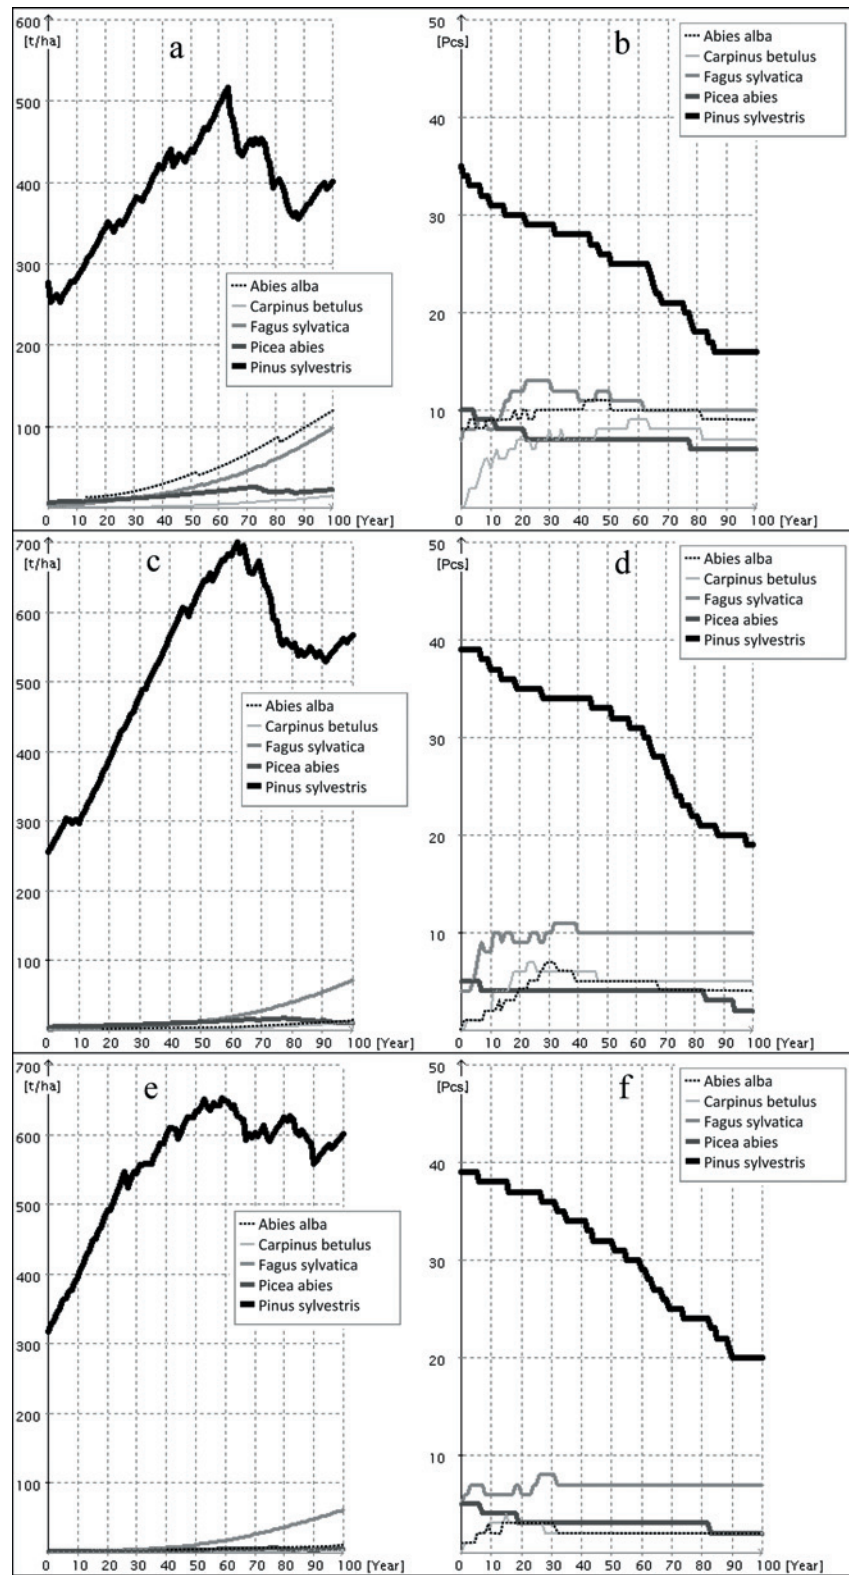 600
[t/ha]
a
500
400
300
200
100
0 10 20 30 40 50 60 70 80 90 100 [Year]
Abies alba
Carpinus betulus
Fagus sylvatica
Picea abies
Pinus sylvestris
50
[Pcs]
b
40
30
20
10
0 10 20 30 40 50 60 70 80 90 100
[Year]
Abies alba
Carpinus betulus
Fagus sylvatica
Picea abies
Pinus sylvestris
700
[t/ha]
c
600
500
400
300
200
100
0 10 20 30 40 50 60 70 80 90 100 [Year]
Abies alba
Carpinus betulus
Fagus sylvatica
Picea abies
Pinus sylvestris
50
[Pcs]
d
40
30
20
10
0 10 20 30 40 50 60 70 80 90 100
[Year]
Abies alba
Carpinus betulus
Fagus sylvatica
Picea abies
Pinus sylvestris
700
[t/ha]
e
600
500
400
300
200
100
0 10 20 30 40 50 60 70 80 90 100 [Year]
Abies alba
Carpinus betulus
Fagus sylvatica
Picea abies
Pinus sylvestris
50
[Pcs]
f
40
30
20
10
0 10 20 30 40 50 60 70 80 90 100
[Year]
Abies alba
Carpinus betulus
Fagus sylvatica
Picea abies
Pinus sylvestris